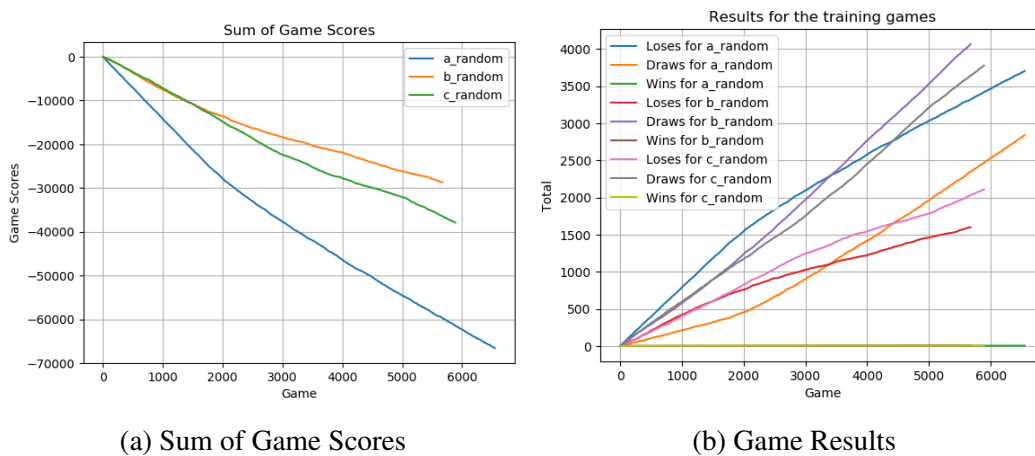 Sum of Game Scores
0
−10000
−20000
−30000
−40000
−50000
−60000
−70000
Game Scores
a_random
b_random
c_random
0 1000 2000 3000 4000 5000 6000
Game
(a) Sum of Game Scores
Results for the training games
4000
3500
3000
2500
2000
1500
1000
500
0
Total
Loses for a_random
Draws for a_random
Wins for a_random
Loses for b_random
Draws for b_random
Wins for b_random
Loses for c_random
Draws for c_random
Wins for c_random
0 1000 2000 3000 4000 5000 6000
Game
(b) Game Results